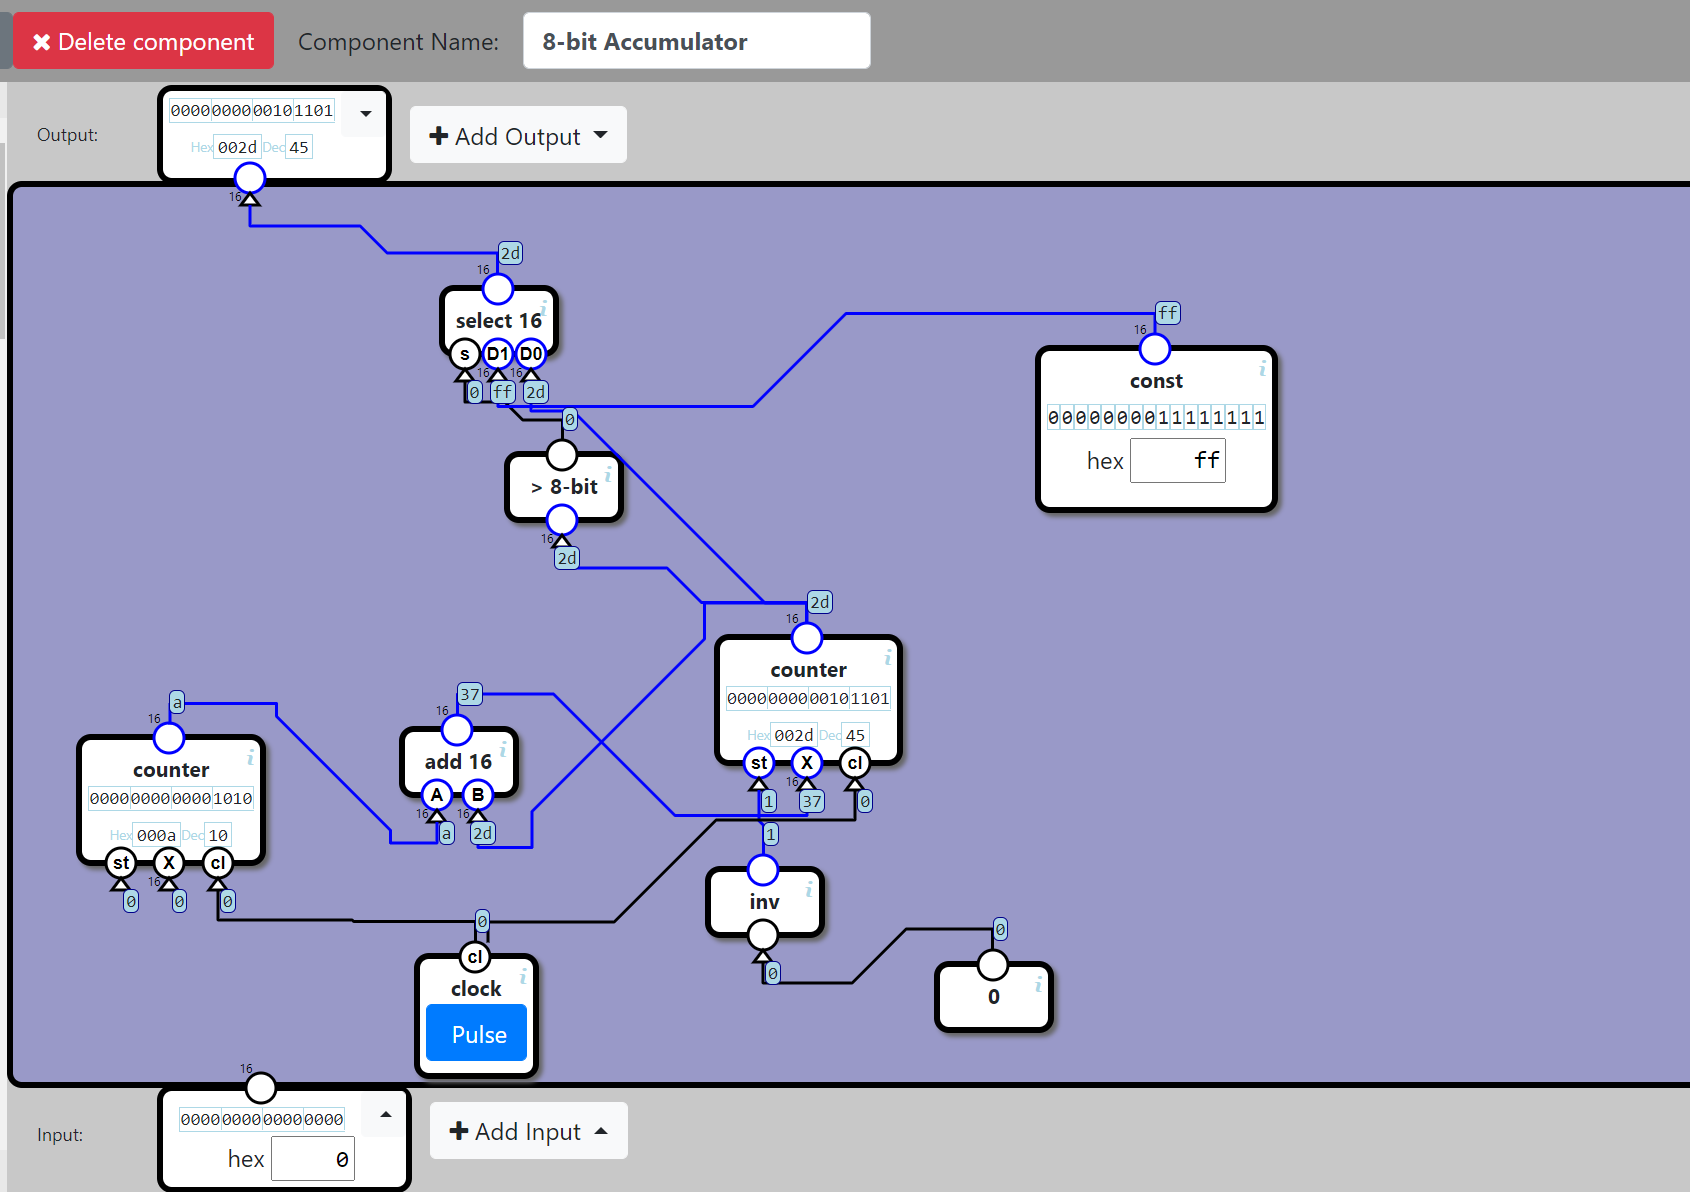 Delete component
Component Name:
8-bit Accumulator
Output:
0000000000101101
Hex 002d Dec 45
Add Output
16
2d
16
select 16
i
s D1 D0
16 16
0 ff 2d
ff
16
const
i
0000000011111111
hex ff
0
> 8-bit
i
16
2d
2d
16
counter
i
0000000000101101
Hex 002d Dec 45
st X cl
16
1 37 0
a
16
counter
i
0000000000001010
Hex 000a Dec 10
st X cl
16
0 0 0
37
16
add 16
i
A B
16 16
a 2d
1
inv
i
0
0
0
i
0
cl
clock
i
Pulse
16
Input:
0000000000000000
hex 0
Add Input